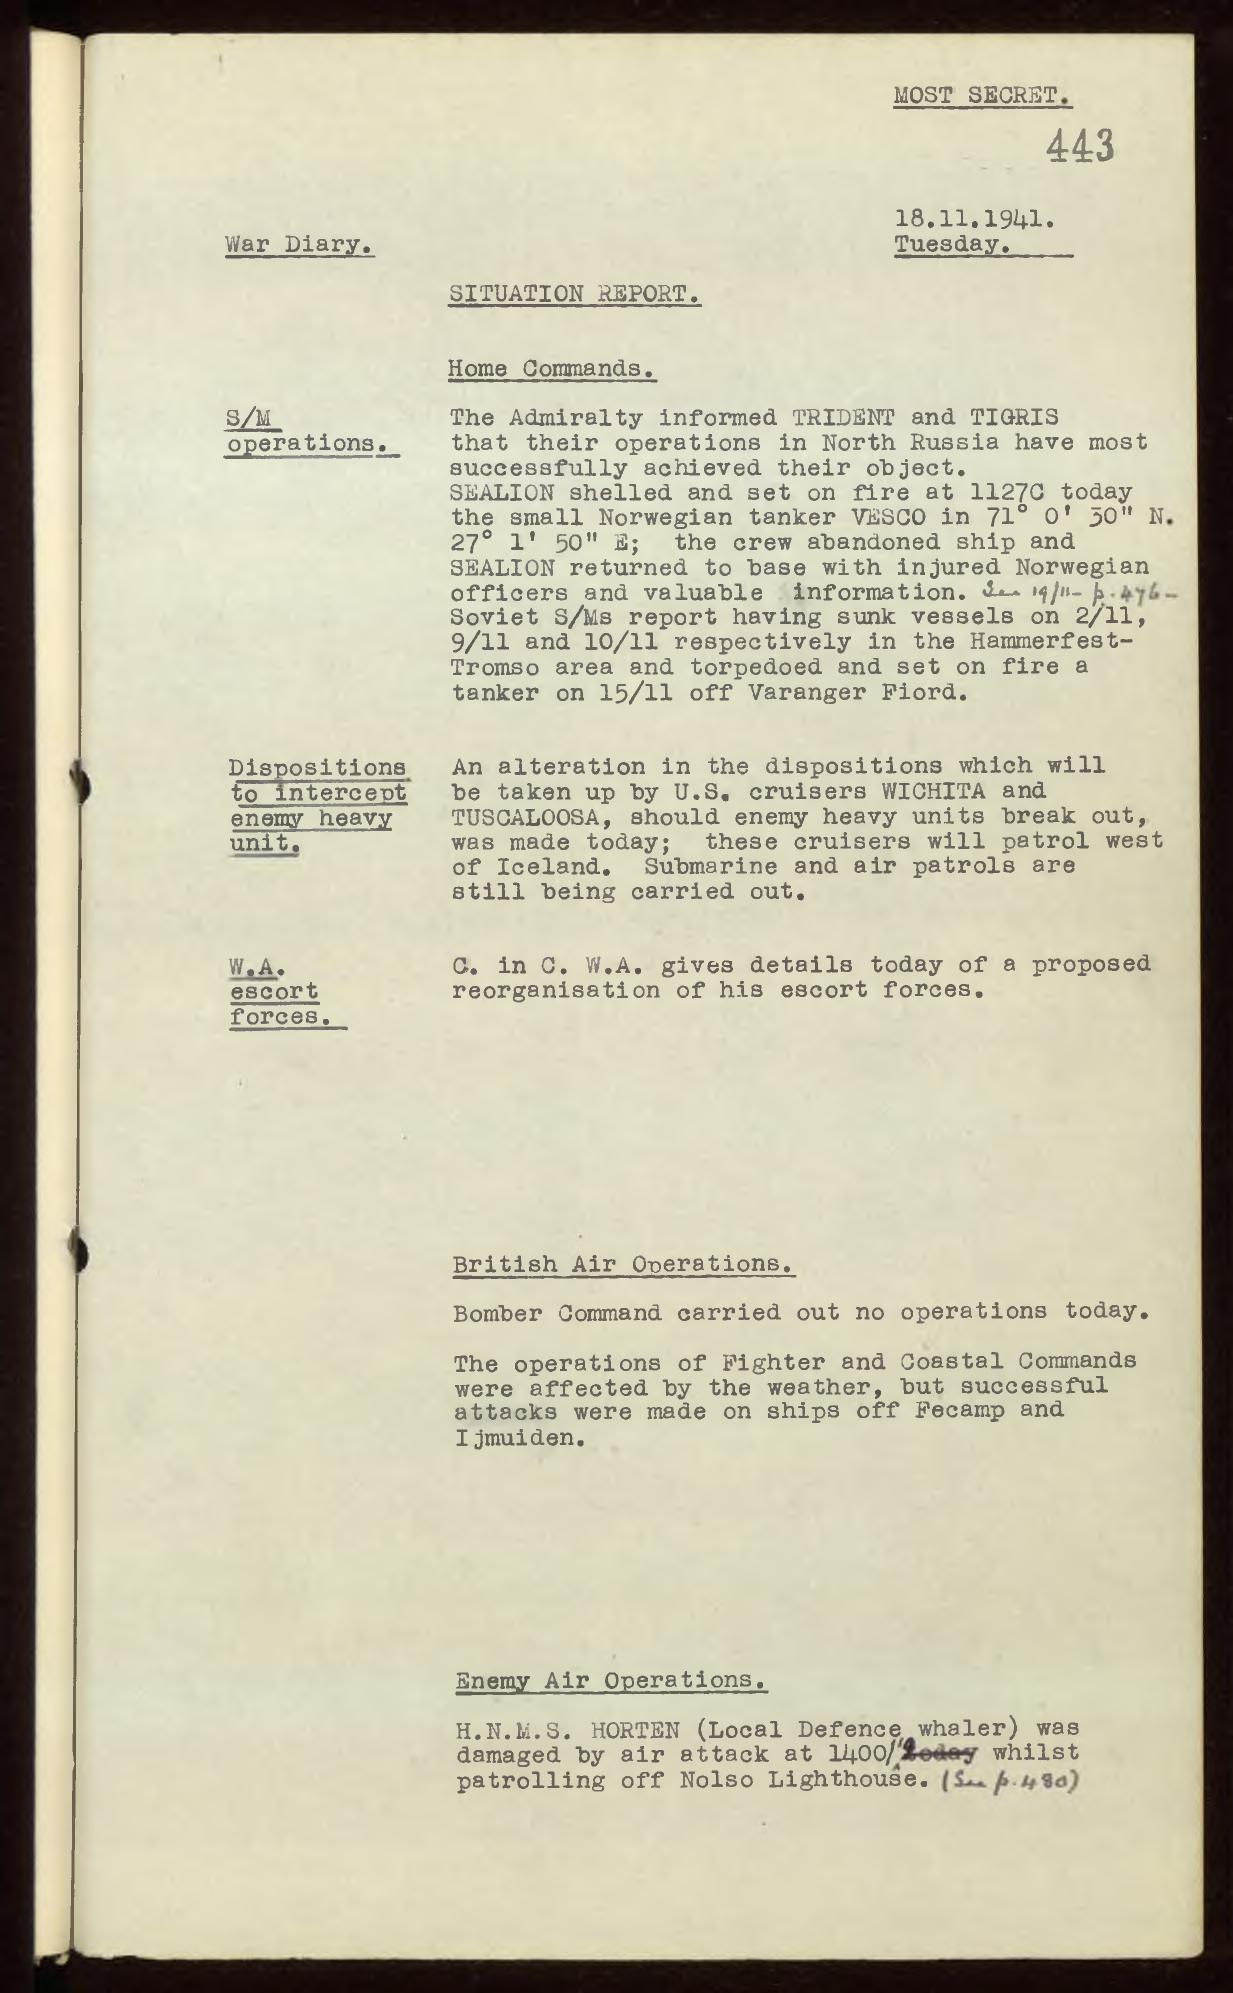 MOST SECRET.
443
18.11.1941.
War Diary.
Tuesday.
SITUATION REPORT.
Home Commands.
S/M
operations.
The Admiralty informed TRIDENT and TIGRIS
that their operations in North Russia have most
successfully achieved their object.
SEALION shelled and set on fire at 1127C today
the small Norwegian tanker VESCO in 71° 0' 30" N.
27° 1' 50" E; the crew abandoned ship and
SEALION returned to base with injured Norwegian
officers and valuable information. See 19/11 - p. 476 -
Soviet S/Ms report having sunk vessels on 2/11,
9/11 and 10/11 respectively in the Hammerfest-
Tromso area and torpedoed and set on fire a
tanker on 15/11 off Varanger Fiord.
Dispositions
to intercept
enemy heavy
unit.
An alteration in the dispositions which will
be taken up by U.S. cruisers WICHITA and
TUSCALOOSA, should enemy heavy units break out,
was made today; these cruisers will patrol west
of Iceland. Submarine and air patrols are
still being carried out.
W.A.
escort
forces.
C. in C. W.A. gives details today of a proposed
reorganisation of his escort forces.
British Air Operations.
Bomber Command carried out no operations today.
The operations of Fighter and Coastal Commands
were affected by the weather, but successful
attacks were made on ships off Fecamp and
Ijmuiden.
Enemy Air Operations.
H.N.M.S. HORTEN (Local Defence whaler) was
damaged by air attack at 1400/ today whilst
patrolling off Nolso Lighthouse. (See p. 480)